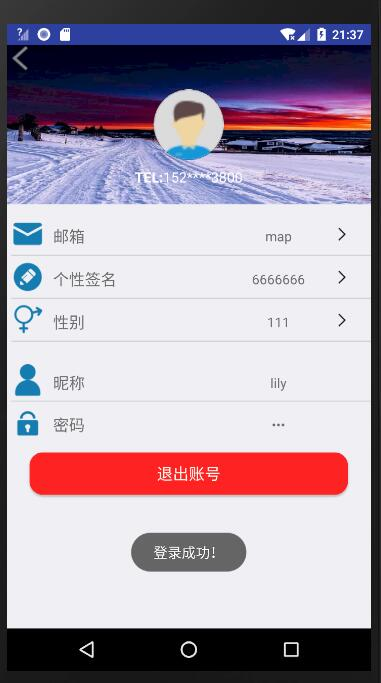 21:37
TEL:152****3800
邮箱 map
个性签名 6666666
性别 111
昵称 lily
密码 •••
退出账号
登录成功!